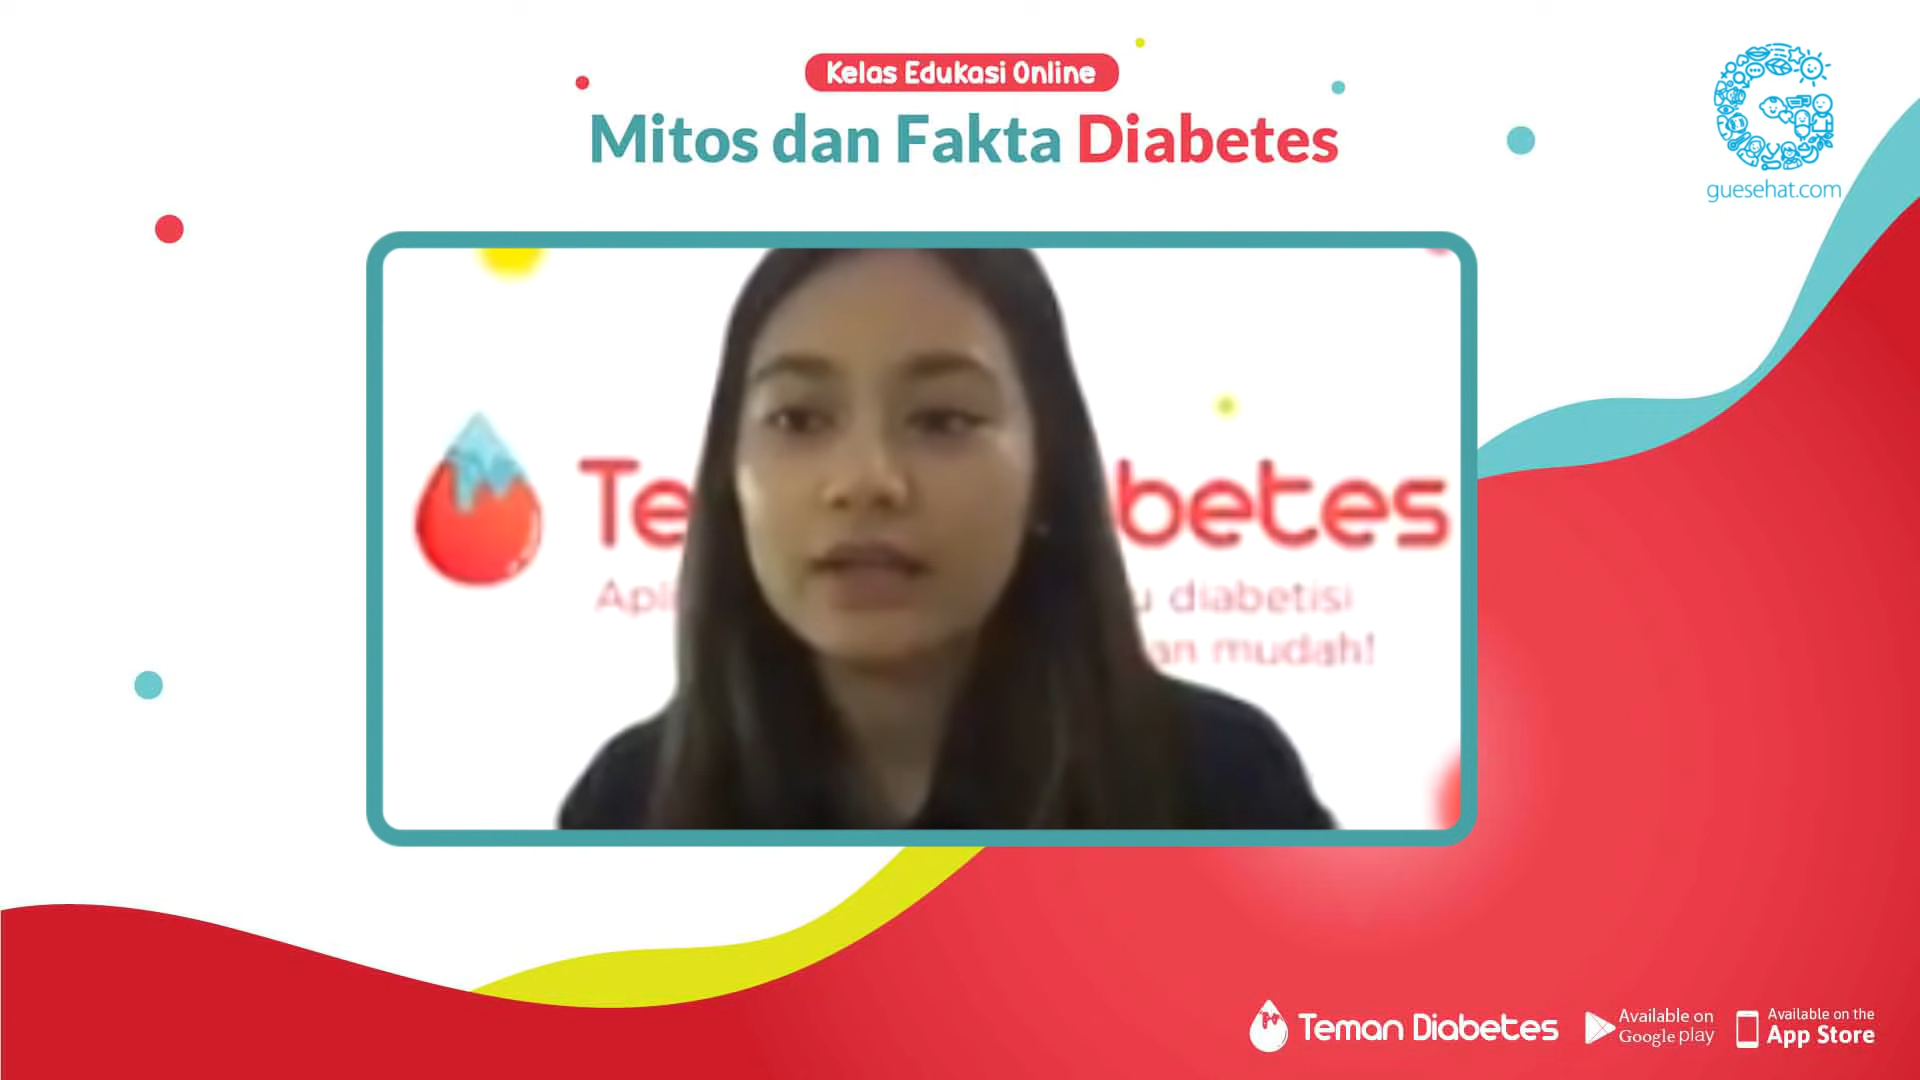 Kelas Edukasi Online
Mitos dan Fakta Diabetes
guesehat.com
Te betes
diabetisi
mudah!
Teman Diabetes
Available on
Google play
Available on the
App Store